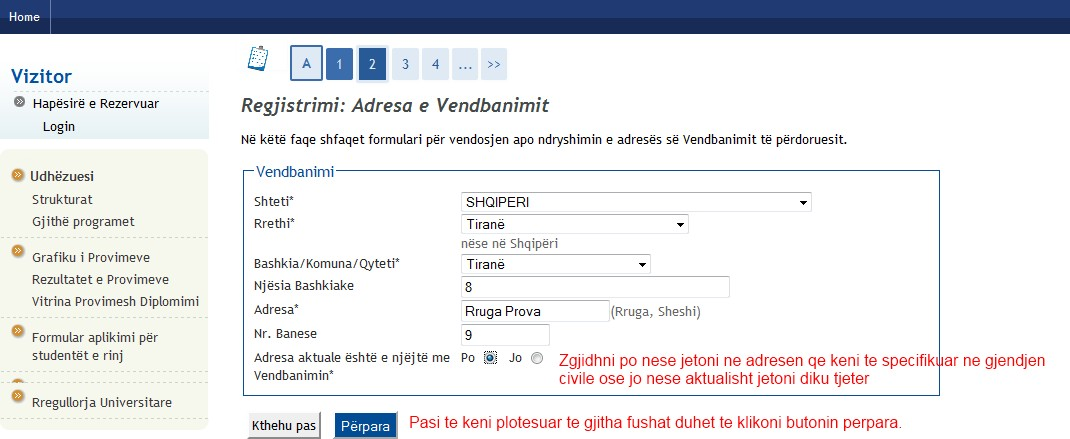 Home
Vizitor
Hapësirë e Rezervuar
Login
Udhëzuesi
Strukturat
Gjithë programet
Grafiku i Provimeve
Rezultatet e Provimeve
Vitrina Provimesh Diplomimi
Formular aplikimi për
studentët e rinj
Rregullorja Universitare
A 1 2 3 4 ... >>
Regjistrimi: Adresa e Vendbanimit
Në këtë faqe shfaqet formulari për vendosjen apo ndryshimin e adresës së Vendbanimit të përdoruesit.
Vendbanimi
Shteti* SHQIPERI
Rrethi* Tiranë
nëse në Shqipëri
Bashkia/Komuna/Qyteti* Tiranë
Njësia Bashkiake 8
Adresa* Rruga Prova (Rruga, Sheshi)
Nr. Banese 9
Adresa aktuale është e njëjtë me Po Jo
Vendbanimin*
Zgjidhni po nese jetoni ne adresen qe keni te specifikuar ne gjendjen
civile ose jo nese aktualisht jetoni diku tjeter
Kthehu pas Përpara Pasi te keni plotesuar te gjitha fushat duhet te klikoni butonin perpara.